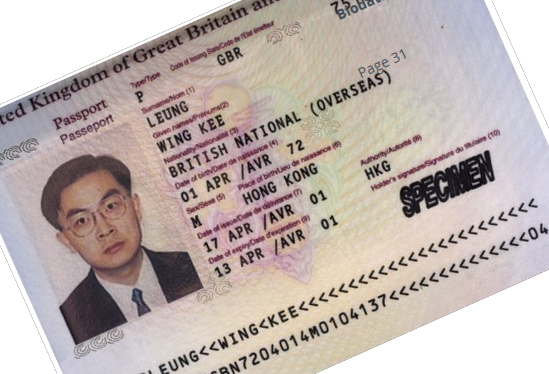 ted Kingdom of Great Britain an
Passport
Passeport
Type/Type
P
Code of issuing State/Code de l'Etat émetteur
GBR
75
Page 31
Surname/Nom (1)
LEUNG
Given names/Prénoms(2)
WING KEE
Nationality/Nationalité (3)
BRITISH NATIONAL (OVERSEAS)
Date of birth/Date de naissance (4)
01 APR /AVR 72
Sex/Sexe (5)
M
Place of birth/Lieu de naissance (6)
HONG KONG
Date of issue/Date de délivrance (7)
17 APR /AVR 01
Authority/Autorité (8)
HKG
Date of expiry/Date d'expiration (9)
13 APR /AVR 01
Holder's signature/Signature du titulaire (10)
SPECIMEN
LEUNG<<WING<KEE<<<<<<<<<<<<<<<<<<<<<
BN7204014M0104137<<<<<<<<<<<<<<04